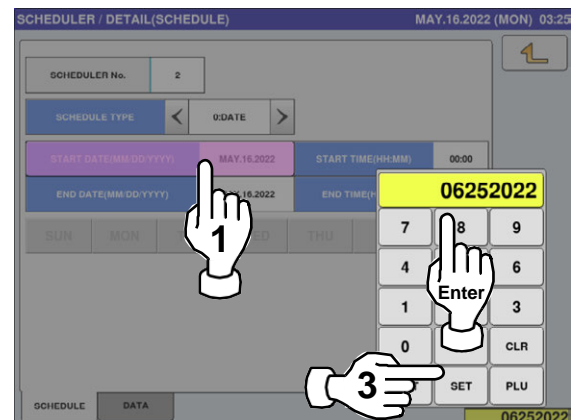 SCHEDULER / DETAIL(SCHEDULE) MAY.16.2022 (MON) 03:25
SCHEDULER No. 2
SCHEDULE TYPE 0:DATE
START DATE(MM/DD/YYYY) MAY.16.2022 START TIME(HH:MM) 00:00
END DATE(MM/DD/YYYY) 16.2022 END TIME(H
SUN MON ED THU
06252022
7 8 9
4 6
1 3
0 CLR
SET PLU
1
Enter
3
SCHEDULE DATA
06252022